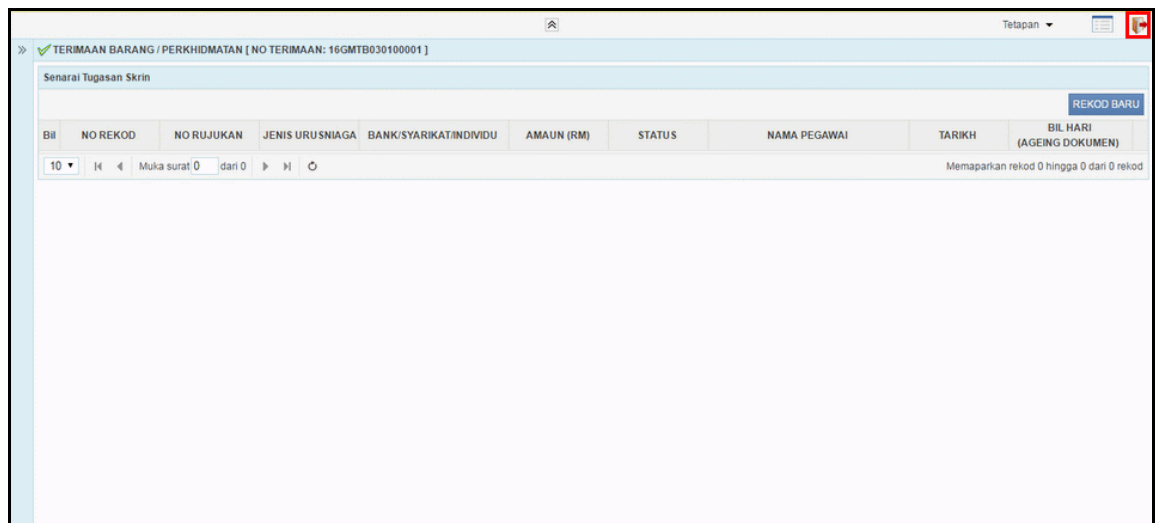 Tetapan
TERIMAAN BARANG / PERKHIDMATAN [ NO TERIMAAN: 16GMTB030100001 ]
Senarai Tugasan Skrin
REKOD BARU
Bil NO REKOD NO RUJUKAN JENIS URUSNIAGA BANK/SYARIKAT/INDIVIDU AMAUN (RM) STATUS NAMA PEGAWAI TARIKH BIL HARI
(AGEING DOKUMEN)
10 Muka surat 0 dari 0 Memaparkan rekod 0 hingga 0 dari 0 rekod